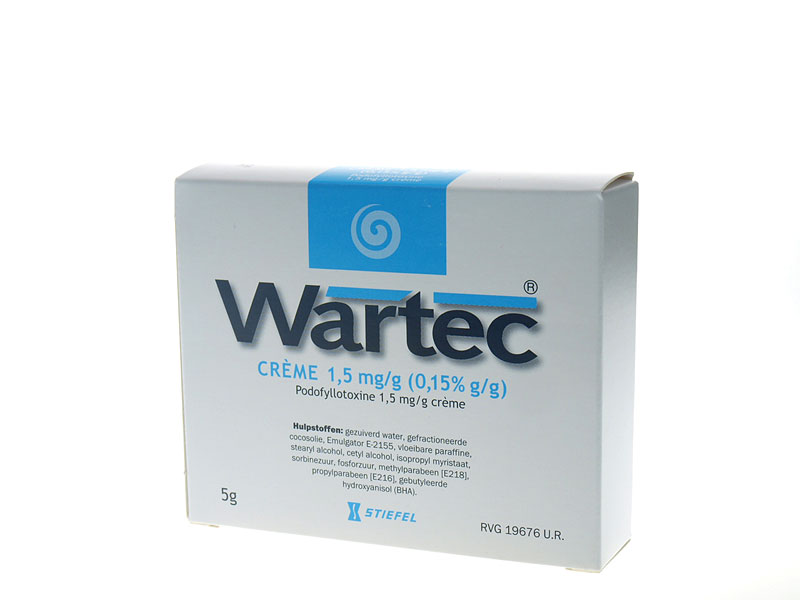 Wartec®
CRÈME 1,5 mg/g (0,15% g/g)
Podofyllotoxine 1,5 mg/g crème
Hulpstoffen: gezuiverd water, gefractioneerde
cocosolie, Emulgator E-2155, vloeibare paraffine,
stearyl alcohol, cetyl alcohol, isopropyl myristaat,
sorbinezuur, fosforzuur, methylparabeen [E218],
propylparabeen [E216], gebutyleerde
hydroxyanisol (BHA).
5g
STIEFEL
RVG 19676 U.R.